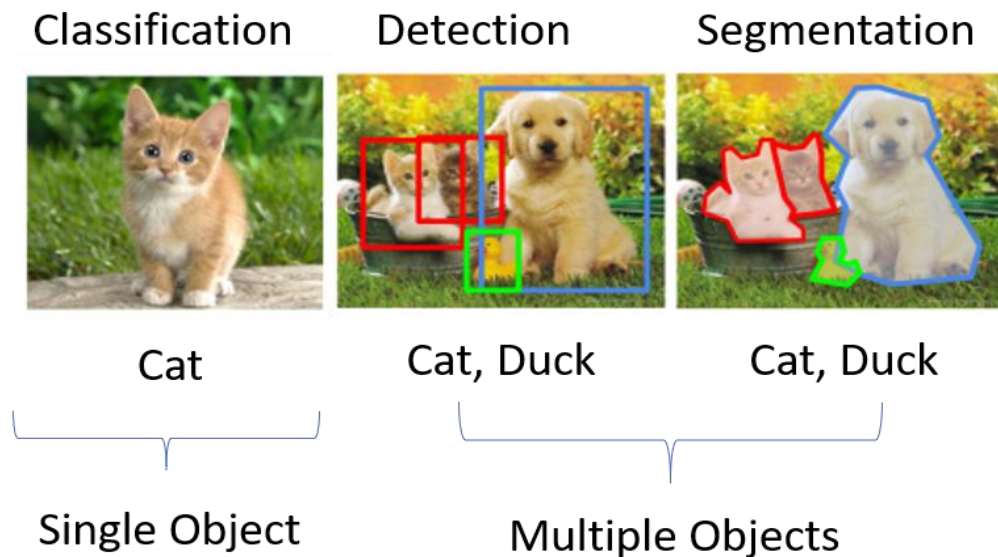 Classification
Detection
Segmentation
Cat
Cat, Duck
Cat, Duck
Single Object
Multiple Objects